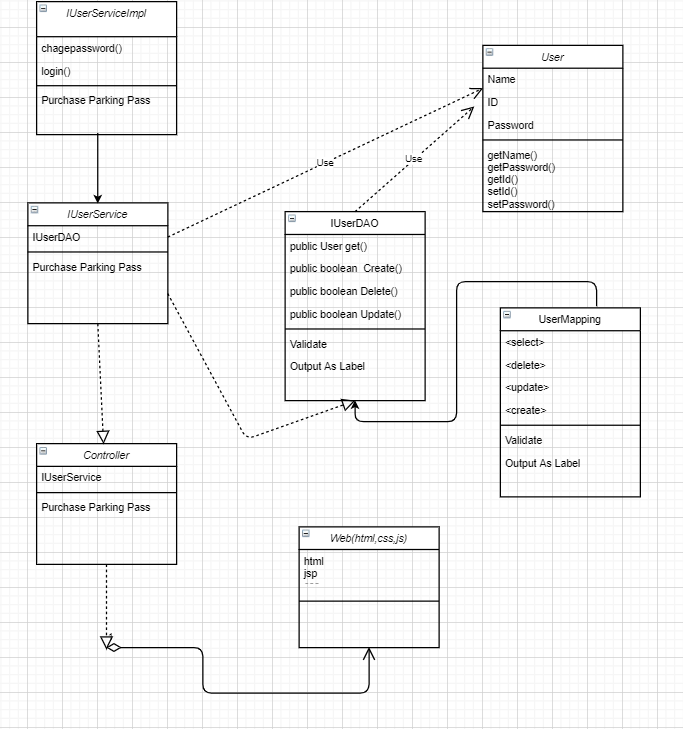 IUserServiceImpl
chagepassword()
login()
Purchase Parking Pass
User
Name
ID
Password
getName()
getPassword()
getId()
setId()
setPassword()
Use
Use
IUserService
IUserDAO
Purchase Parking Pass
IUserDAO
public User get()
public boolean  Create()
public boolean Delete()
public boolean Update()
Validate
Output As Label
UserMapping
<select>
<delete>
<update>
<create>
Validate
Output As Label
Controller
IUserService
Purchase Parking Pass
Web(html,css,js)
html
jsp
---